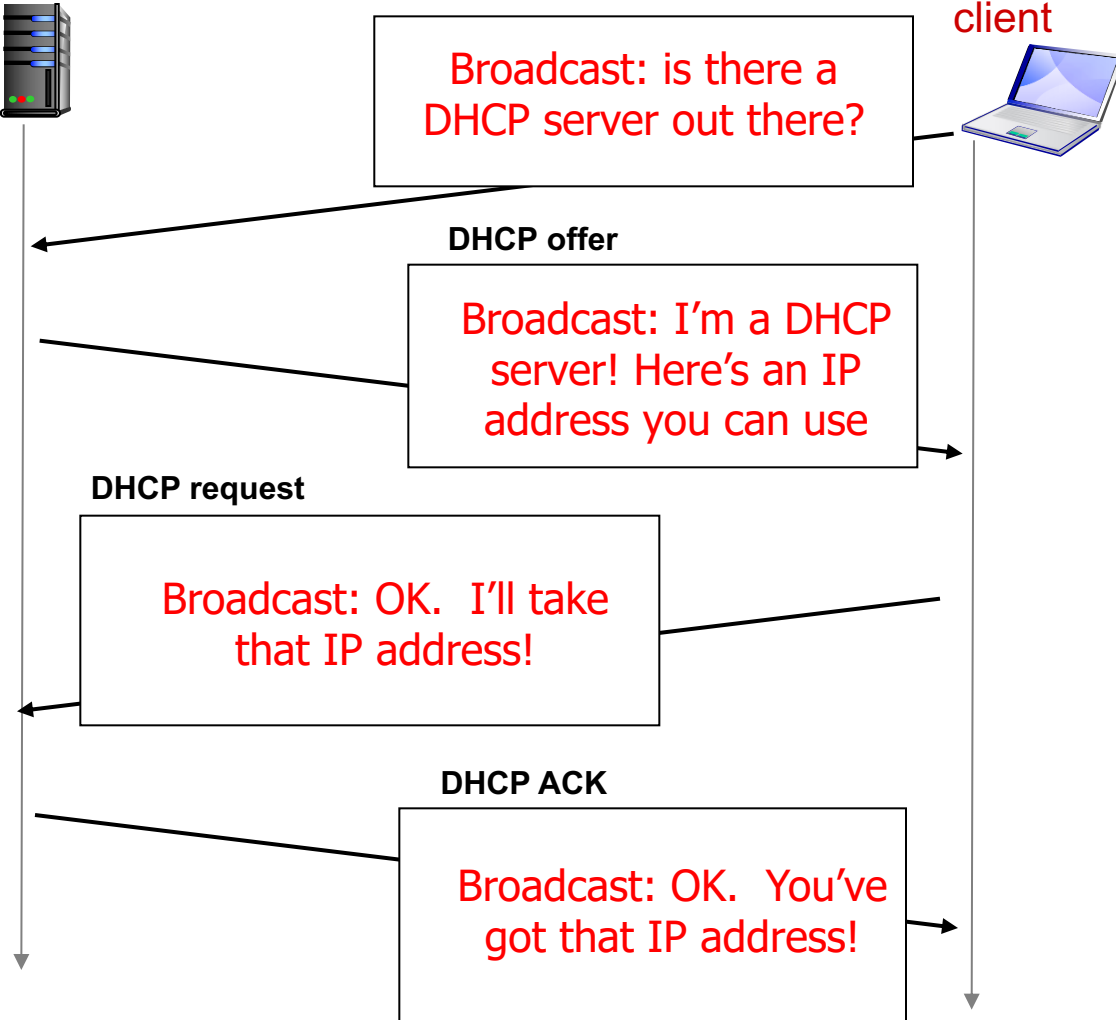 client
Broadcast: is there a
DHCP server out there?
DHCP offer
Broadcast: I’m a DHCP
server! Here’s an IP
address you can use
DHCP request
Broadcast: OK.  I’ll take
that IP address!
DHCP ACK
Broadcast: OK.  You’ve
got that IP address!